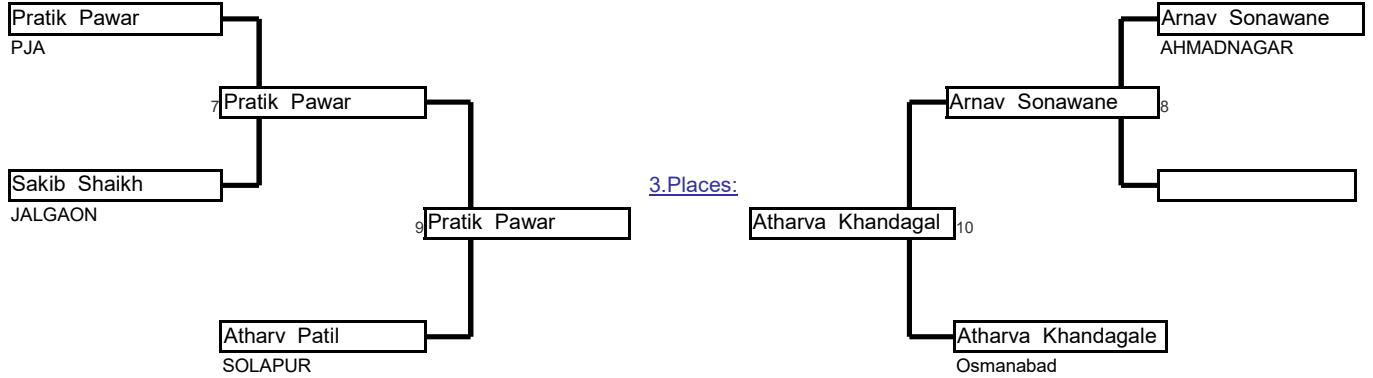 Pratik Pawar
PJA
Arnav Sonawane
AHMADNAGAR
7 Pratik Pawar
Arnav Sonawane 8
Sakib Shaikh
JALGAON
3.Places:
9 Pratik Pawar
Atharva Khandagal 10
Atharv Patil
SOLAPUR
Atharva Khandagale
Osmanabad